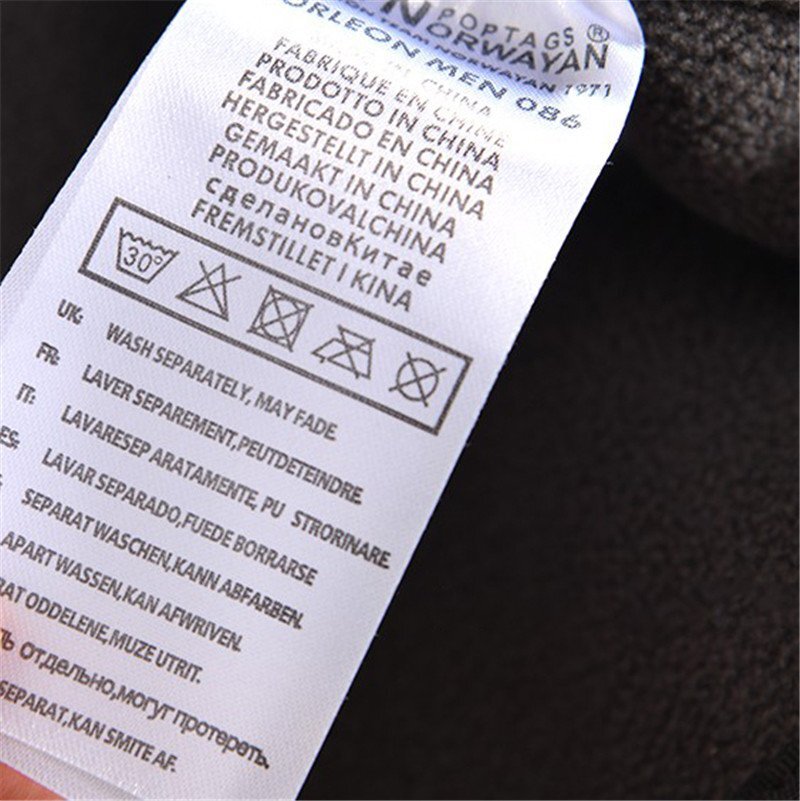 POPTAGS®
NORWAYAN
ORLEON MEN 086
1971
FABRIQUE EN CHINE
PRODOTTO IN CHINA
FABRICADO EN CHINA
HERGESTELLT IN CHINA
GEMAAKT IN CHINA
PRODUKOVALCHINA
сделановКитае
FREMSTILLET I KINA
30°
UK: WASH SEPARATELY, MAY FADE
FR: LAVER SEPAREMENT,PEUTDETEINDRE.
IT: LAVARESEP ARATAMENTE, PU STRORINARE
ES: LAVAR SEPARADO,FUEDE BORRARSE
SEPARAT WASCHEN,KANN ABFARBEN.
APART WASSEN,KAN AFWRIVEN.
RAT ODDELENE,MUZE UTRIT.
ть отдельно,могут протереть.
SEPARAT,KAN SMITE AF.